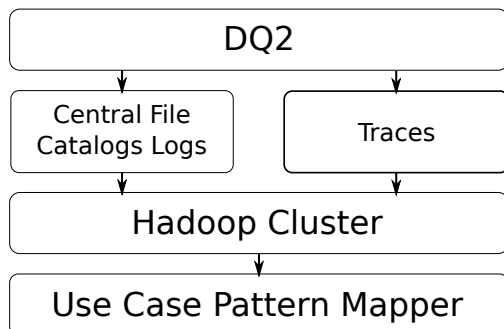 DQ2
Central File
Catalogs Logs
Traces
Hadoop Cluster
Use Case Pattern Mapper